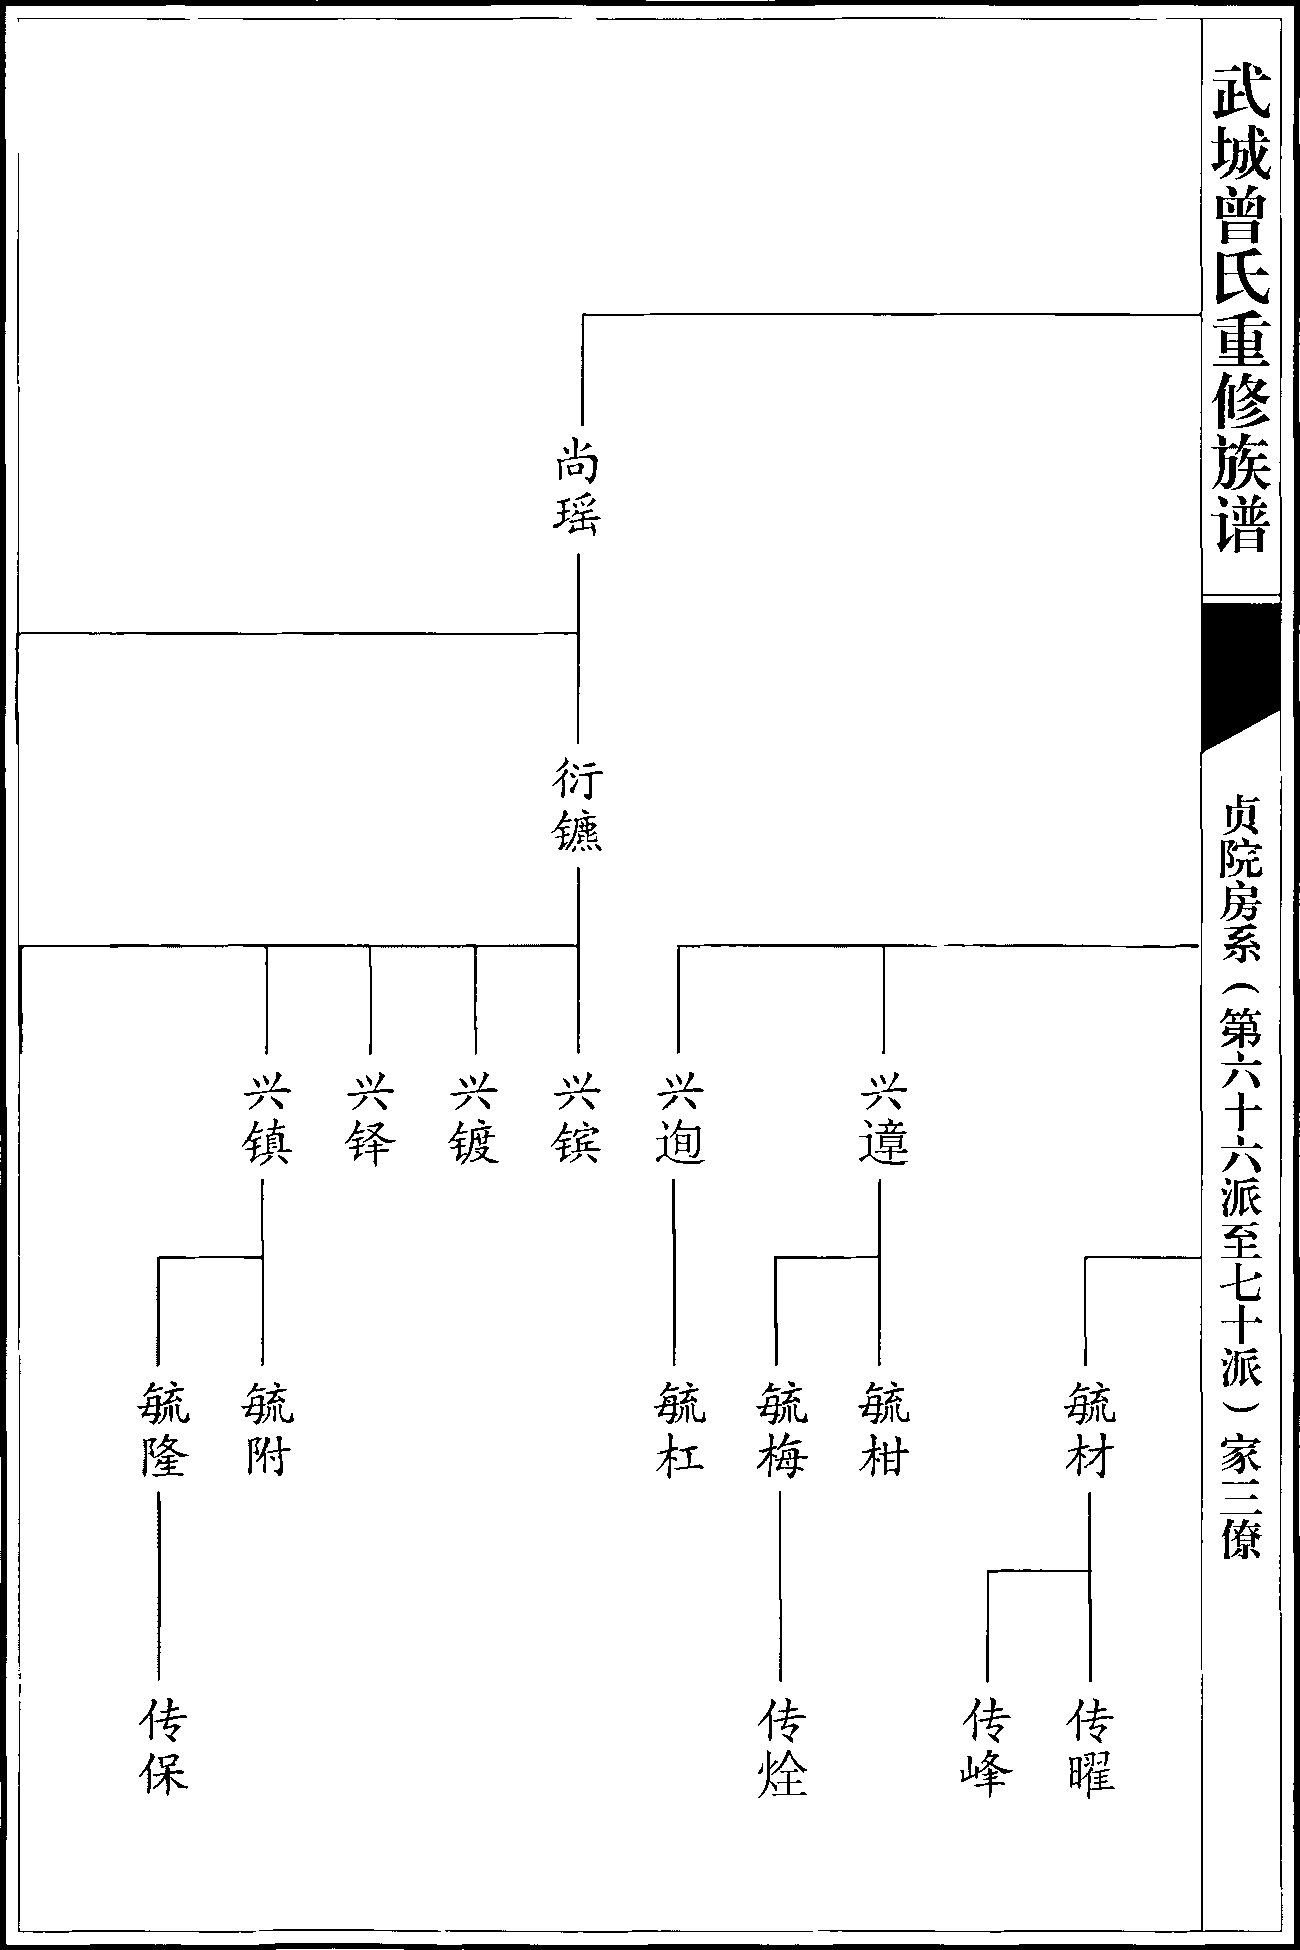 武城曾氏重修族谱
贞院房系（第六十六派至七十派）家三僚
尚瑶
衍镳
兴遧
兴迿
兴镔
兴镀
兴铎
兴镇
毓材
毓柑
毓梅
毓杠
毓附
毓隆
传曜
传峰
传烇
传保